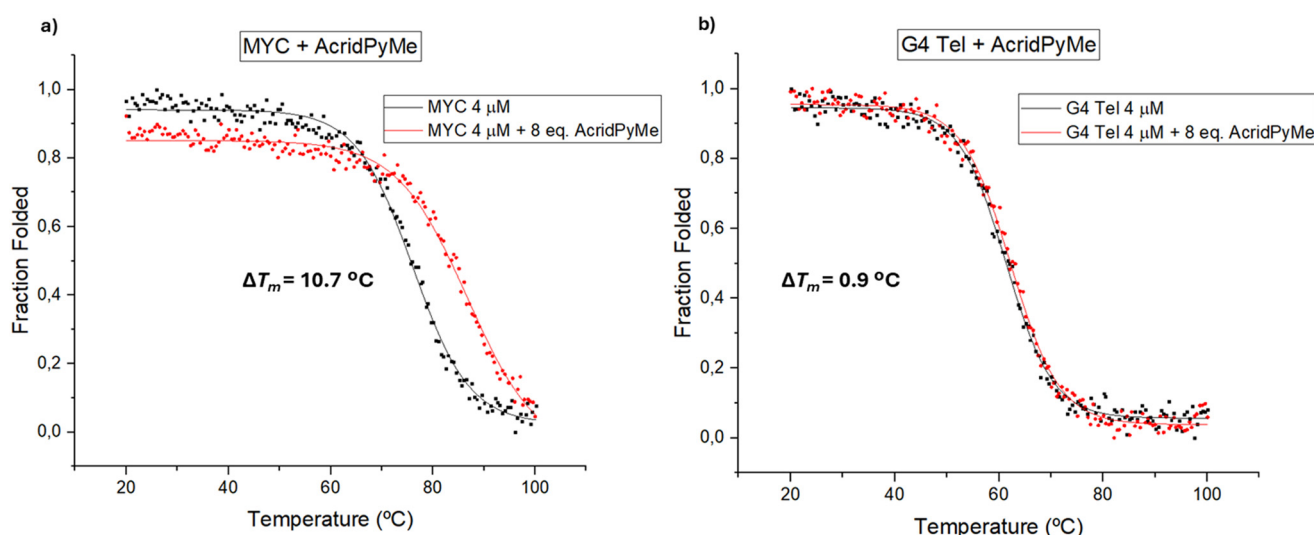 a)
MYC + AcridPyMe
MYC 4 μM
MYC 4 μM + 8 eq. AcridPyMe
1,0
0,8
0,6
0,4
0,2
0,0
Fraction Folded
ΔTm = 10.7 ºC
20 40 60 80 100
Temperature (ºC)
b)
G4 Tel + AcridPyMe
G4 Tel 4 μM
G4 Tel 4 μM + 8 eq. AcridPyMe
1,0
0,8
0,6
0,4
0,2
0,0
Fraction Folded
ΔTm = 0.9 ºC
20 40 60 80 100
Temperature (ºC)